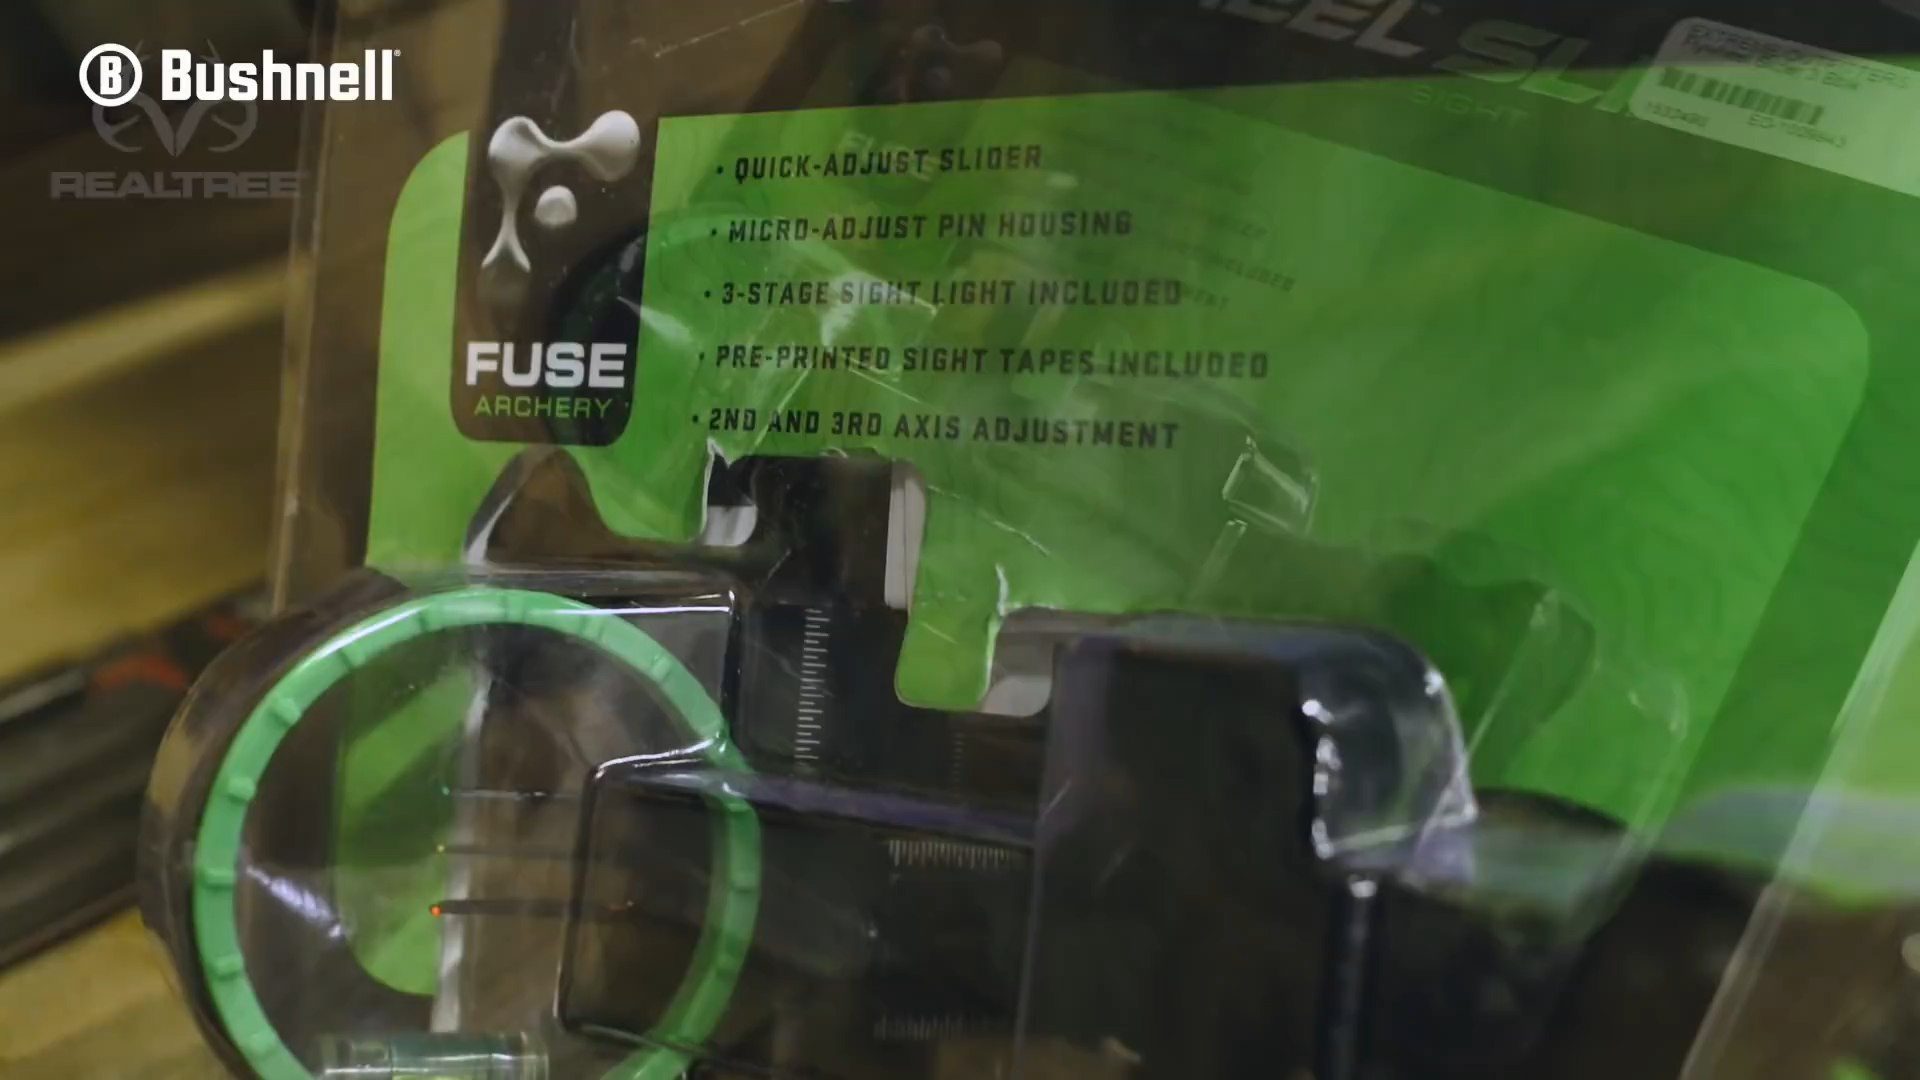 Bushnell
REALTREE
SIGHT
• QUICK-ADJUST SLIDER
• MICRO-ADJUST PIN HOUSING
• 3-STAGE SIGHT LIGHT INCLUDED
• PRE-PRINTED SIGHT TAPES INCLUDED
• 2ND AND 3RD AXIS ADJUSTMENT
FUSE
ARCHERY